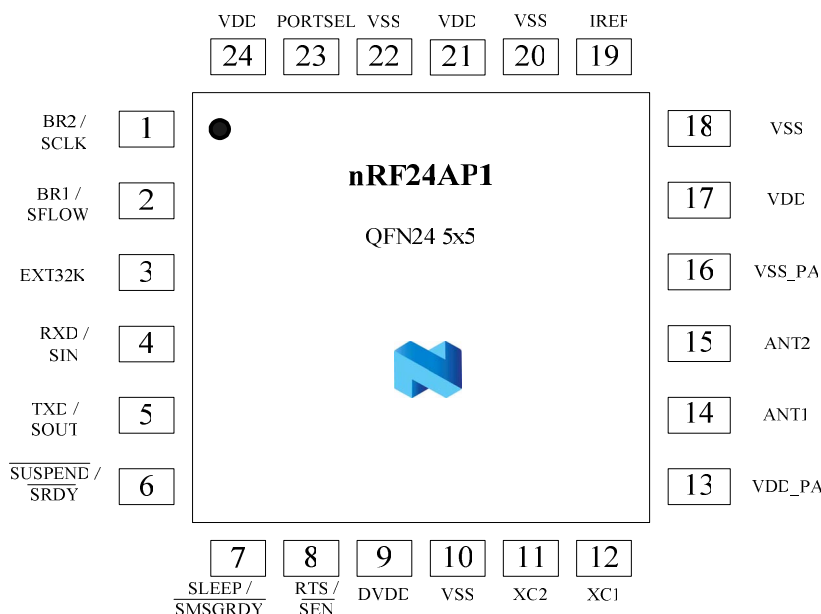 VDD PORTSEL VSS VDD VSS IREF
24 23 22 21 20 19
BR2 /
SCLK
1
BR1 /
SFLOW
2
EXT32K
3
RXD /
SIN
4
TXD /
SOUT
5
SUSPEND /
SRDY
6
nRF24AP1
QFN24 5x5
18 VSS
17 VDD
16 VSS_PA
15 ANT2
14 ANT1
13 VDD_PA
7 8 9 10 11 12
SLEEP /
SMSGRDY
RTS /
SEN
DVDD VSS XC2 XC1